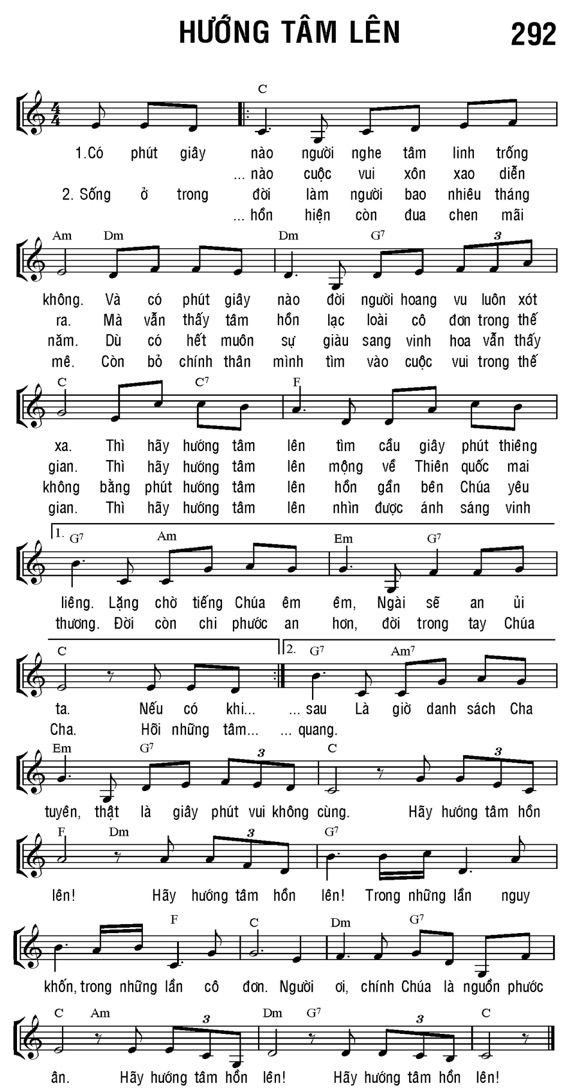 HƯỚNG TÂM LÊN 292
C
1.Có phút giây nào người nghe tâm linh trống
... nào cuộc vui xôn xao diễn
2. Sống ở trong đời làm người bao nhiêu tháng
... hồn hiện còn đua chen mãi
Am Dm Dm G7
không. Và có phút giây nào đời người hoang vu luôn xót
ra. Mà vẫn thấy tâm hồn lạc loài cô đơn trong thế
năm. Dù có hết muôn sự giàu sang vinh hoa vẫn thấy
mê. Còn bỏ chính thân mình tìm vào cuộc vui trong thế
C C7 F
xa. Thì hãy hướng tâm lên tìm cầu giây phút thiêng
gian. Thì hãy hướng tâm lên mộng về Thiên quốc mai
không bằng phút hướng tâm lên hồn gần bên Chúa yêu
gian. Thì hãy hướng tâm lên nhìn được ánh sáng vinh
1. G7 Am Em G7
liêng. Lặng chờ tiếng Chúa êm êm, Ngài sẽ an ủi
thương. Đời còn chi phước an hơn, đời trong tay Chúa
C 2. G7 Am7
ta. Nếu có khi... ... sau Là giờ danh sách Cha
Cha. Hỡi những tâm... ... quang.
Em G7 3 C 3
tuyên, thật là giây phút vui không cùng. Hãy hướng tâm hồn
F Dm 3 G7
lên! Hãy hướng tâm hồn lên! Trong những lần nguy
F C Dm G7
khốn, trong những lần cô đơn. Người ơi, chính Chúa là nguồn phước
C Am 3 Dm G7 3 C
ân. Hãy hướng tâm hồn lên! Hãy hướng tâm hồn lên!